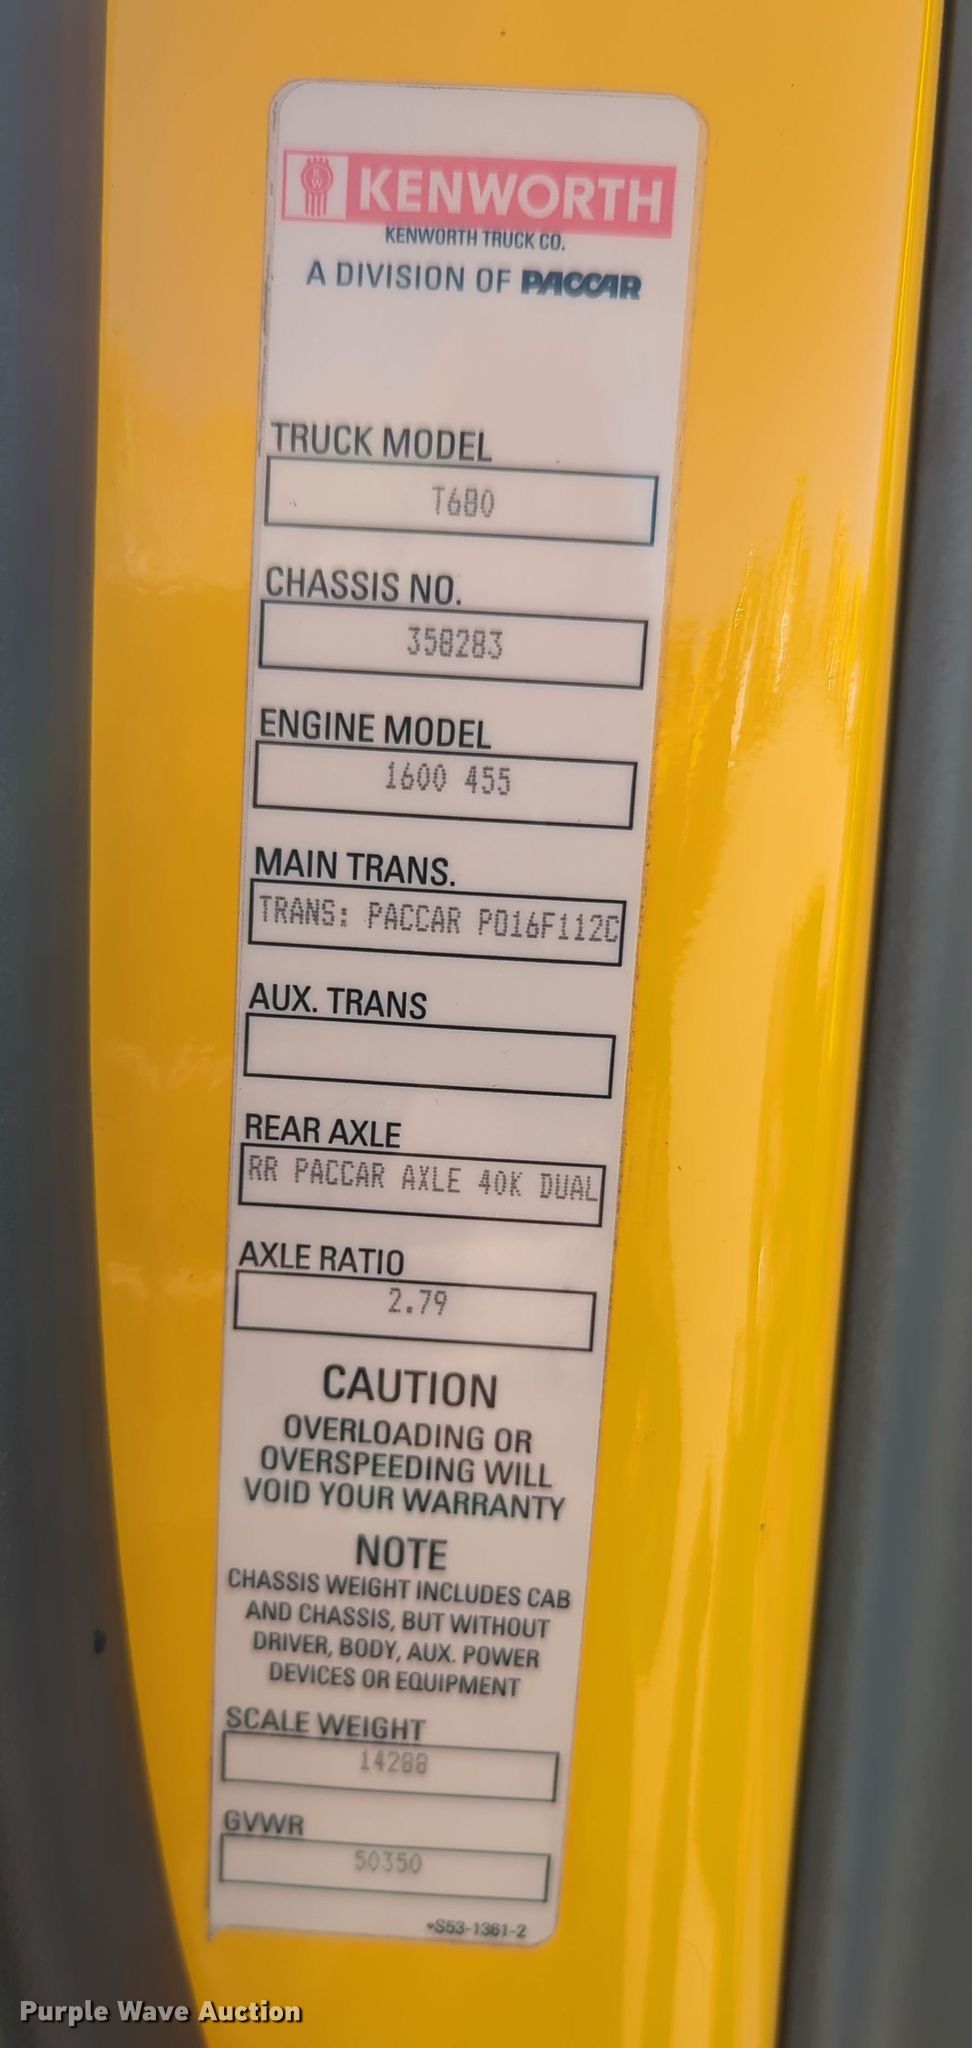 KW KENWORTH
KENWORTH TRUCK CO.
A DIVISION OF PACCAR
TRUCK MODEL
T680
CHASSIS NO.
358283
ENGINE MODEL
1600 455
MAIN TRANS.
TRANS: PACCAR PO16F112C
AUX. TRANS
REAR AXLE
RR PACCAR AXLE 40K DUAL
AXLE RATIO
2.79
CAUTION
OVERLOADING OR
OVERSPEEDING WILL
VOID YOUR WARRANTY
NOTE
CHASSIS WEIGHT INCLUDES CAB
AND CHASSIS, BUT WITHOUT
DRIVER, BODY, AUX. POWER
DEVICES OR EQUIPMENT
SCALE WEIGHT
14288
GVWR
50350
•S53-1361-2
Purple Wave Auction